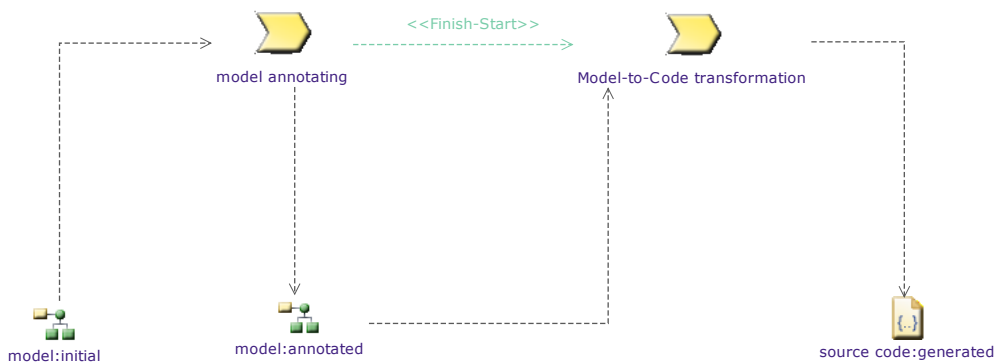 <<Finish-Start>>
model annotating
Model-to-Code transformation
{..}
model:initial
model:annotated
source code:generated